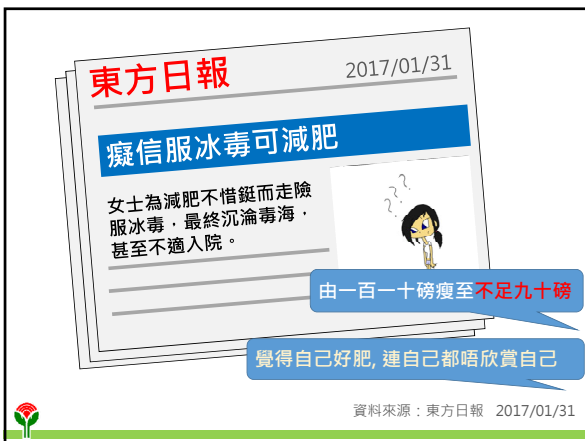 東方日報
2017/01/31
癡信服冰毒可減肥
女士為減肥不惜鋌而走險
服冰毒，最終沉淪毒海，
甚至不適入院。
???
由一百一十磅瘦至不足九十磅
覺得自己好肥, 連自己都唔欣賞自己
資料來源：東方日報 2017/01/31